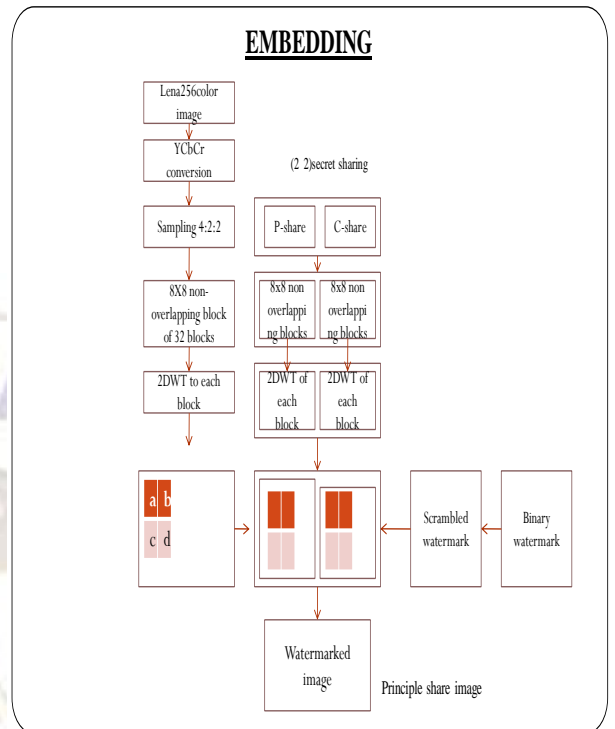 EMBEDDING
Lena256color
image
YCbCr
conversion
(2 2)secret sharing
Sampling 4:2:2
P-share
C-share
8X8 non-
overlapping block
of 32 blocks
8x8 non
overlappi
ng blocks
8x8 non
overlappi
ng blocks
2DWT to each
block
2DWT of
each
block
2DWT of
each
block
a b
c d
Scrambled
watermark
Binary
watermark
Watermarked
image
Principle share image